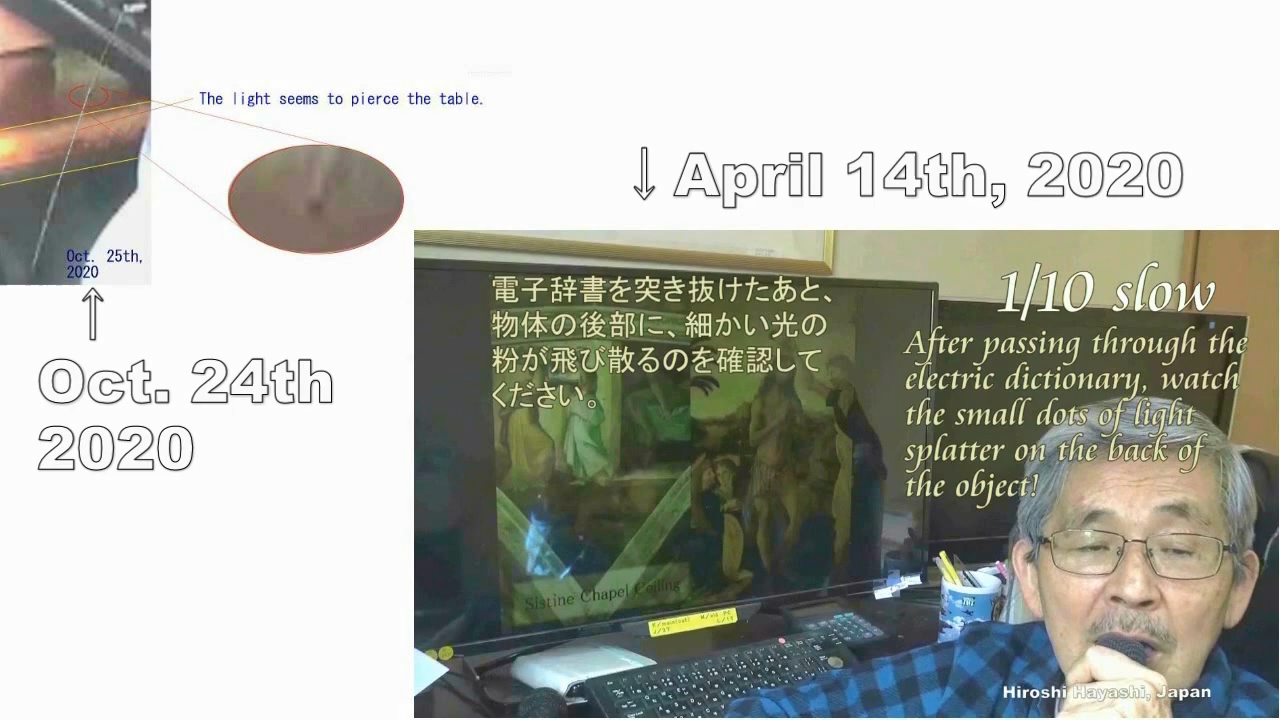 The light seems to pierce the table.
↓April 14th, 2020
Oct. 25th,
2020
Oct. 24th
2020
電子辞書を突き抜けたあと、
物体の後部に、細かい光の
粉が飛び散るのを確認して
ください。
1/10 slow
After passing through the
electric dictionary, watch
the small dots of light
splatter on the back of
the object!
Sistine Chapel Ceiling
Hiroshi Hayashi, Japan